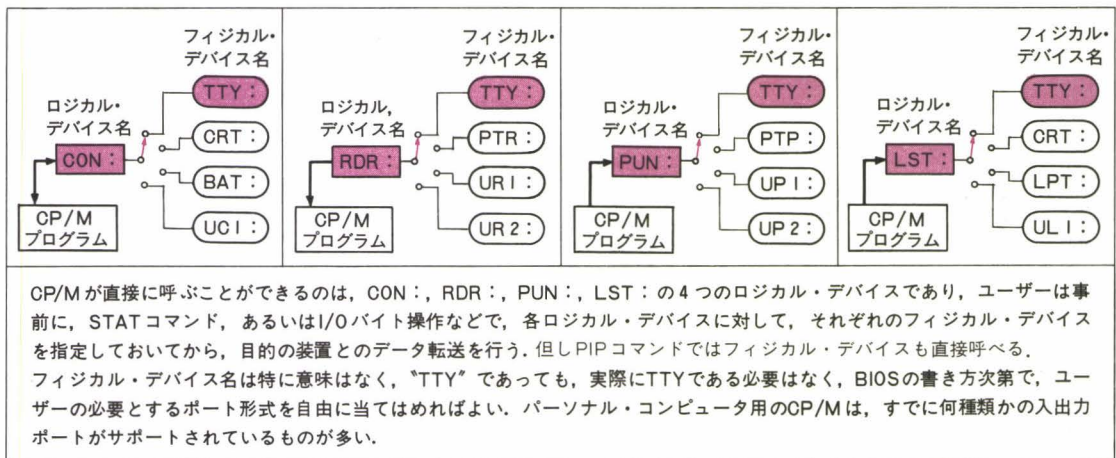 フィジカル・
デバイス名
TTY：
ロジカル・
デバイス名
CRT：
CON：
BAT：
CP/M
プログラム
UC1：
フィジカル・
デバイス名
TTY：
ロジカル,
デバイス名
PTR：
RDR：
UR1：
CP/M
プログラム
UR2：
フィジカル・
デバイス名
TTY：
ロジカル・
デバイス名
PTP：
PUN：
UP1：
CP/M
プログラム
UP2：
フィジカル・
デバイス名
TTY：
ロジカル・
デバイス名
CRT：
LST：
LPT：
CP/M
プログラム
UL1：
CP/Mが直接に呼ぶことができるのは，CON：，RDR：，PUN：，LST：の4つのロジカル・デバイスであり，ユーザーは事
前に，STATコマンド，あるいはI/Oバイト操作などで，各ロジカル・デバイスに対して，それぞれのフィジカル・デバイス
を指定しておいてから，目的の装置とのデータ転送を行う．但しPIPコマンドではフィジカル・デバイスも直接呼べる．
フィジカル・デバイス名は特に意味はなく，〝TTY〞であっても，実際にTTYである必要はなく，BIOSの書き方次第で，ユー
ザーの必要とするポート形式を自由に当てはめればよい．パーソナル・コンピュータ用のCP/Mは，すでに何種類かの入出力
ポートがサポートされているものが多い．